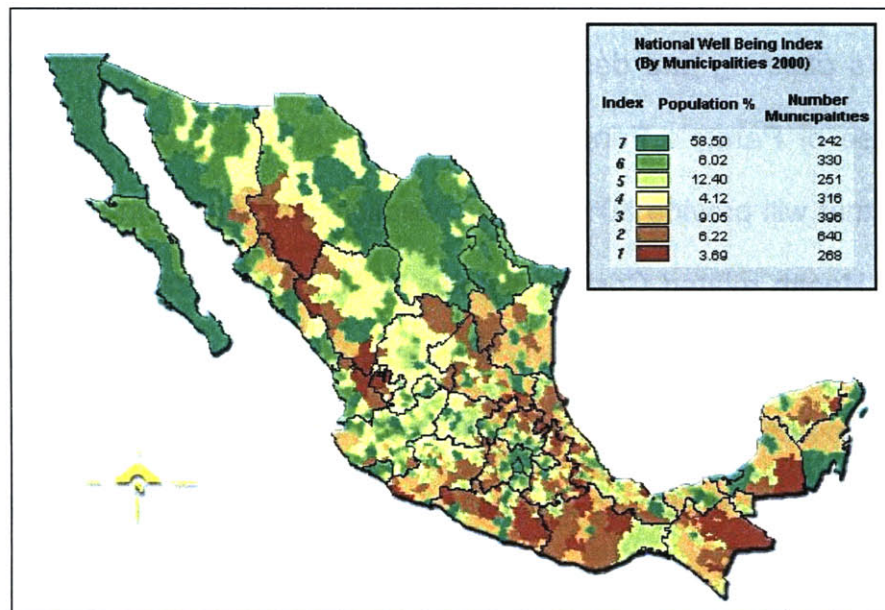 National Well Being Index
(By Municipalities 2000)
Index Population % Number
Municipalities
7 58.50 242
6 6.02 330
5 12.40 251
4 4.12 316
3 9.05 396
2 6.22 640
1 3.69 268